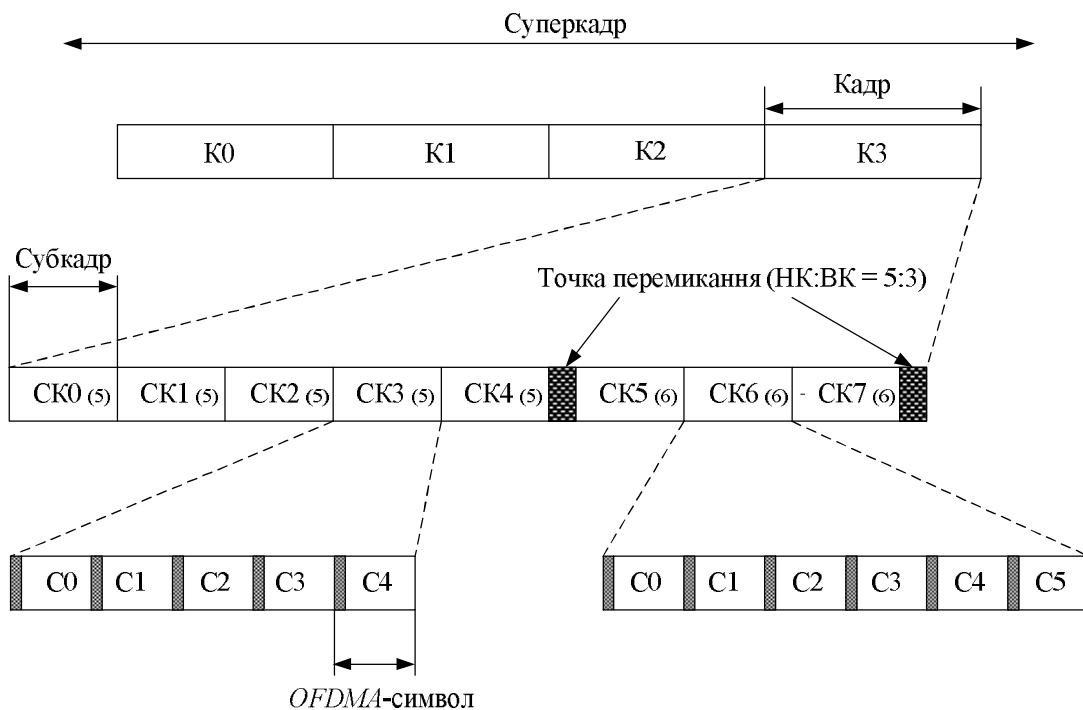 Суперкадр
Кадр
К0 К1 К2 К3
Субкадр
Точка перемикання (НК:ВК = 5:3)
СК0 (5) СК1 (5) СК2 (5) СК3 (5) СК4 (5) СК5 (6) СК6 (6) - СК7 (6)
С0 С1 С2 С3 С4 С0 С1 С2 С3 С4 С5
OFDMA-символ